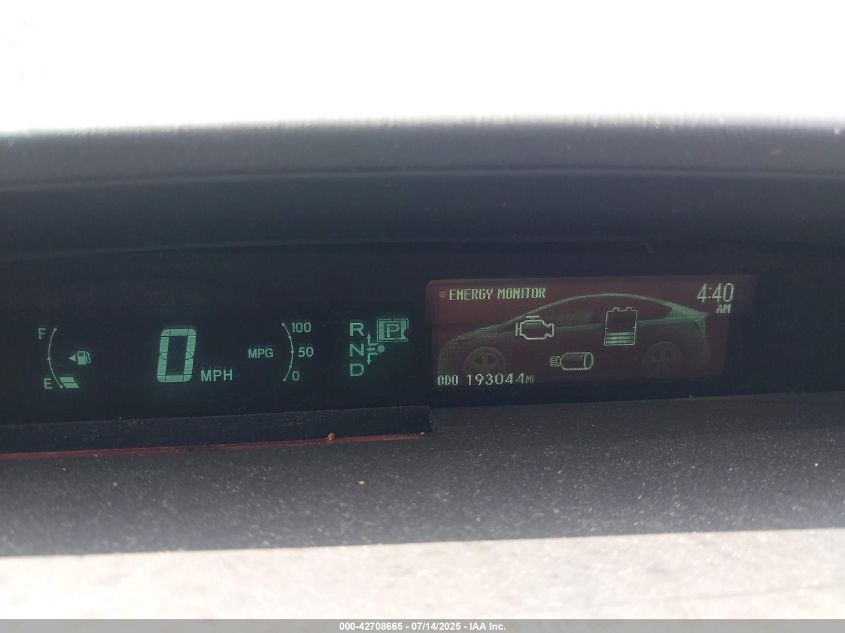 F
E
0 MPH
MPG
100
50
0
R P
N
D
ENERGY MONITOR 4:40
AM
ODO 193044MI
000-42708665 - 07/14/2025 - IAA Inc.